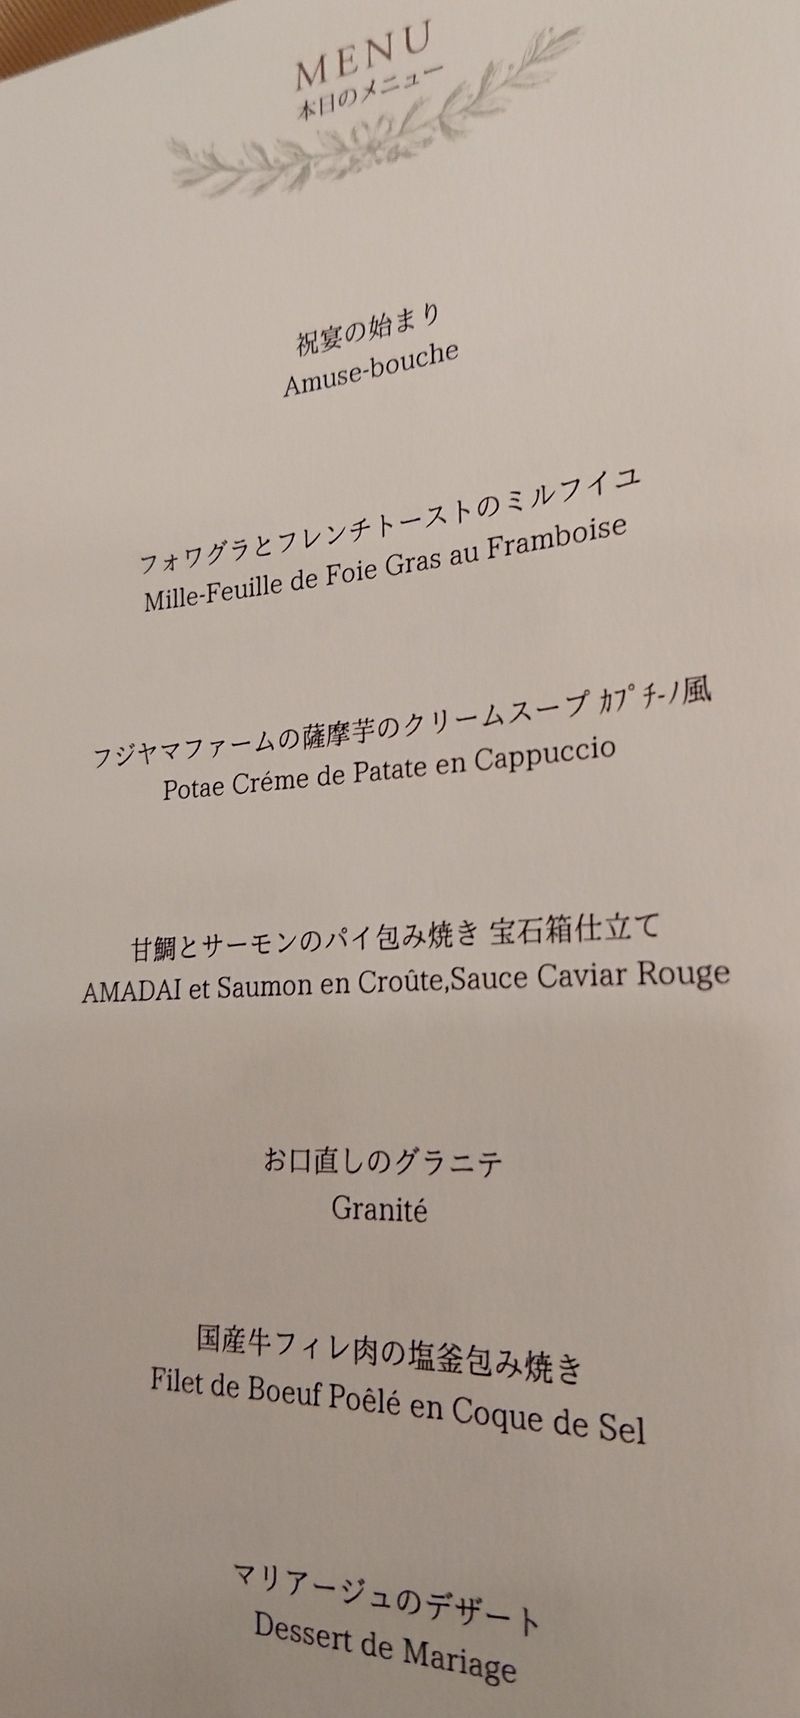 MENU
本日のメニュー
祝宴の始まり
Amuse-bouche
フォワグラとフレンチトーストのミルフイユ
Mille-Feuille de Foie Gras au Framboise
フジヤマファームの薩摩芋のクリームスープ ｶﾌﾟﾁｰﾉ風
Potae Créme de Patate en Cappuccio
甘鯛とサーモンのパイ包み焼き 宝石箱仕立て
AMADAI et Saumon en Croûte,Sauce Caviar Rouge
お口直しのグラニテ
Granité
国産牛フィレ肉の塩釜包み焼き
Filet de Boeuf Poêlé en Coque de Sel
マリアージュのデザート
Dessert de Mariage